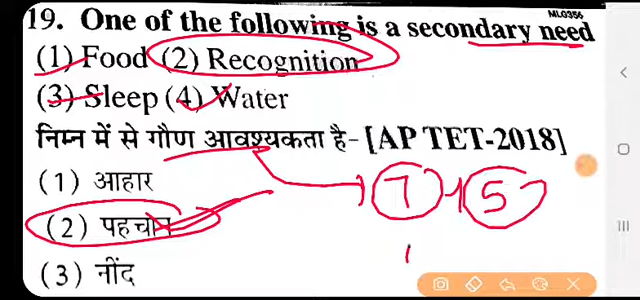 MLG356
19. One of the following is a secondary need
(1) Food (2) Recognition
(3) Sleep (4) Water
निम्न में से गौण आवश्यकता है- [AP TET-2018]
(1) आहार
(2) पहचान
(3) नींद
7 5